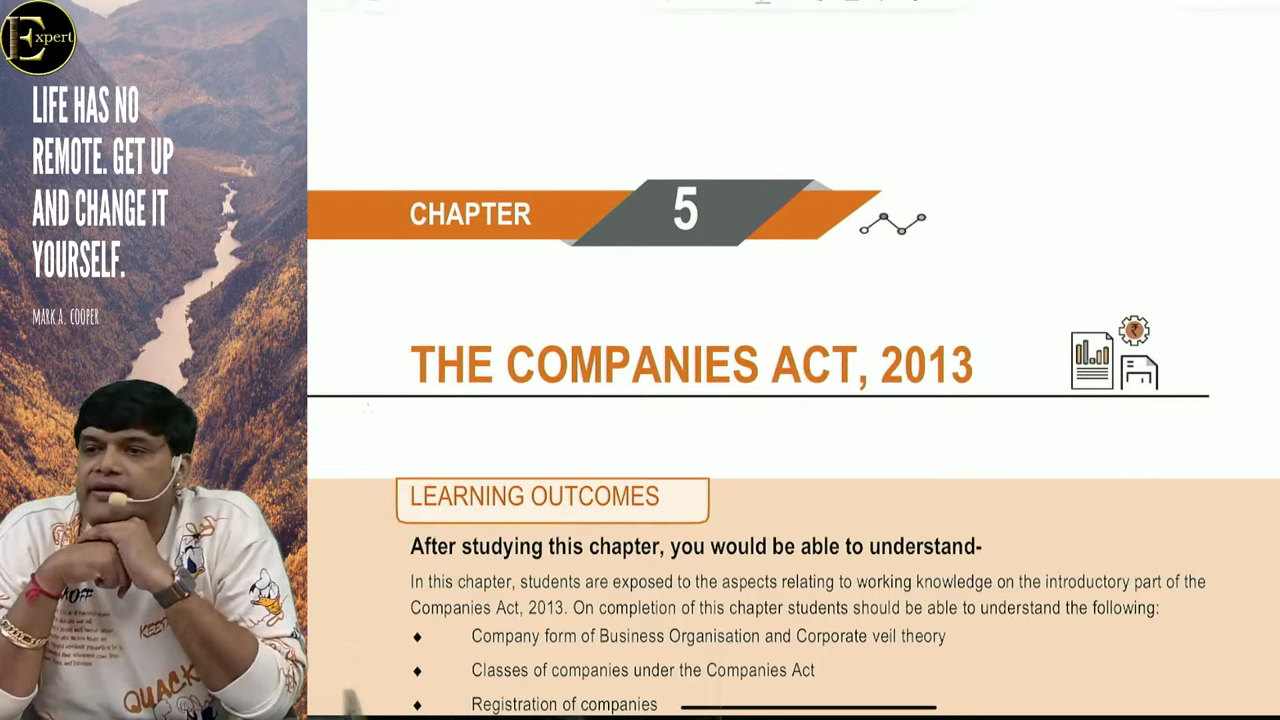 Expert
LIFE HAS NO
REMOTE. GET UP
AND CHANGE IT
YOURSELF.
MARK A. COOPER
CHAPTER 5
THE COMPANIES ACT, 2013
LEARNING OUTCOMES
After studying this chapter, you would be able to understand-
In this chapter, students are exposed to the aspects relating to working knowledge on the introductory part of the
Companies Act, 2013. On completion of this chapter students should be able to understand the following:
♦ Company form of Business Organisation and Corporate veil theory
♦ Classes of companies under the Companies Act
♦ Registration of companies
QUACK